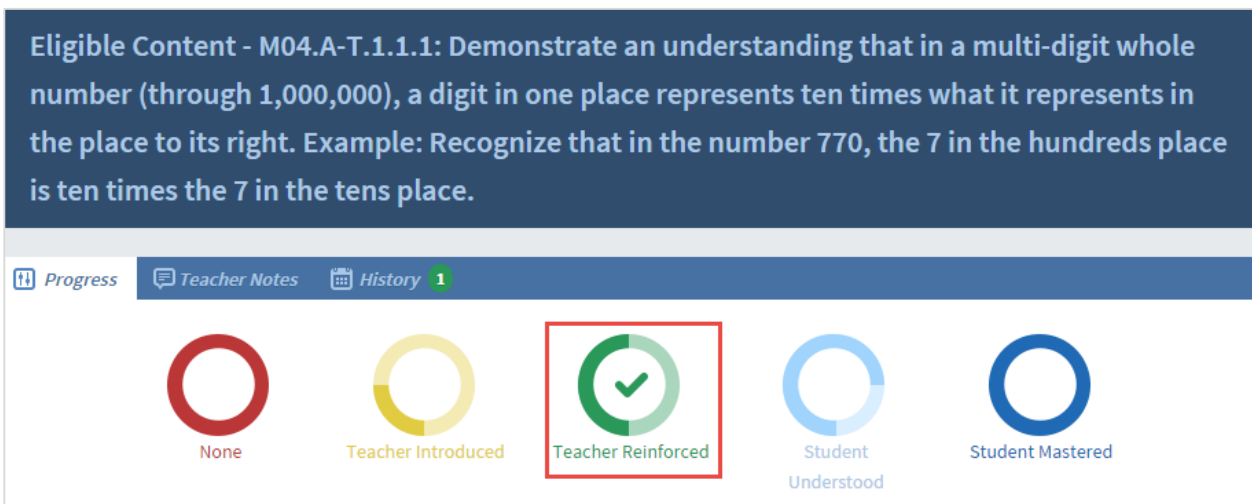 Eligible Content - M04.A-T.1.1.1: Demonstrate an understanding that in a multi-digit whole
number (through 1,000,000), a digit in one place represents ten times what it represents in
the place to its right. Example: Recognize that in the number 770, the 7 in the hundreds place
is ten times the 7 in the tens place.
Progress Teacher Notes History 1
None Teacher Introduced Teacher Reinforced Student Student Mastered
Understood